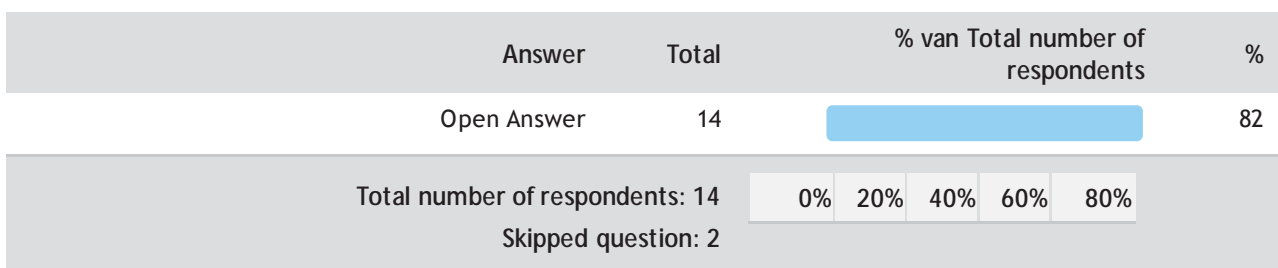 Answer Total % van Total number of respondents %
Open Answer 14 82
Total number of respondents: 14 0% 20% 40% 60% 80%
Skipped question: 2